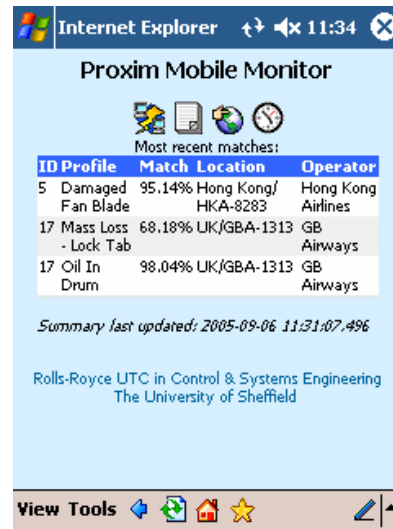 Internet Explorer 11:34
Proxim Mobile Monitor
Most recent matches:
ID Profile Match Location Operator
5 Damaged 95.14% Hong Kong/ Hong Kong
Fan Blade HKA-8283 Airlines
17 Mass Loss 68.18% UK/GBA-1313 GB
- Lock Tab Airways
17 Oil In 98.04% UK/GBA-1313 GB
Drum Airways
Summary last updated: 2005-09-06 11:31:07.496
Rolls-Royce UTC in Control & Systems Engineering
The University of Sheffield
View Tools